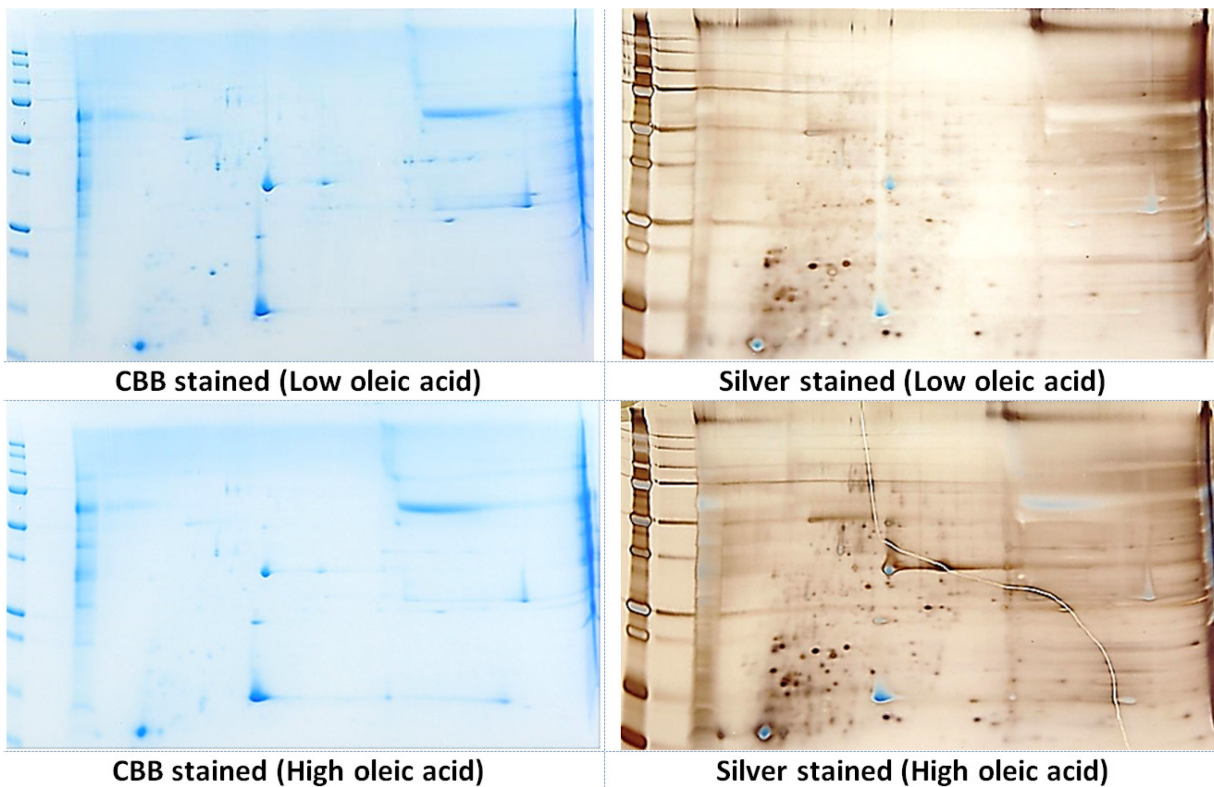 CBB stained (Low oleic acid)
Silver stained (Low oleic acid)
CBB stained (High oleic acid)
Silver stained (High oleic acid)